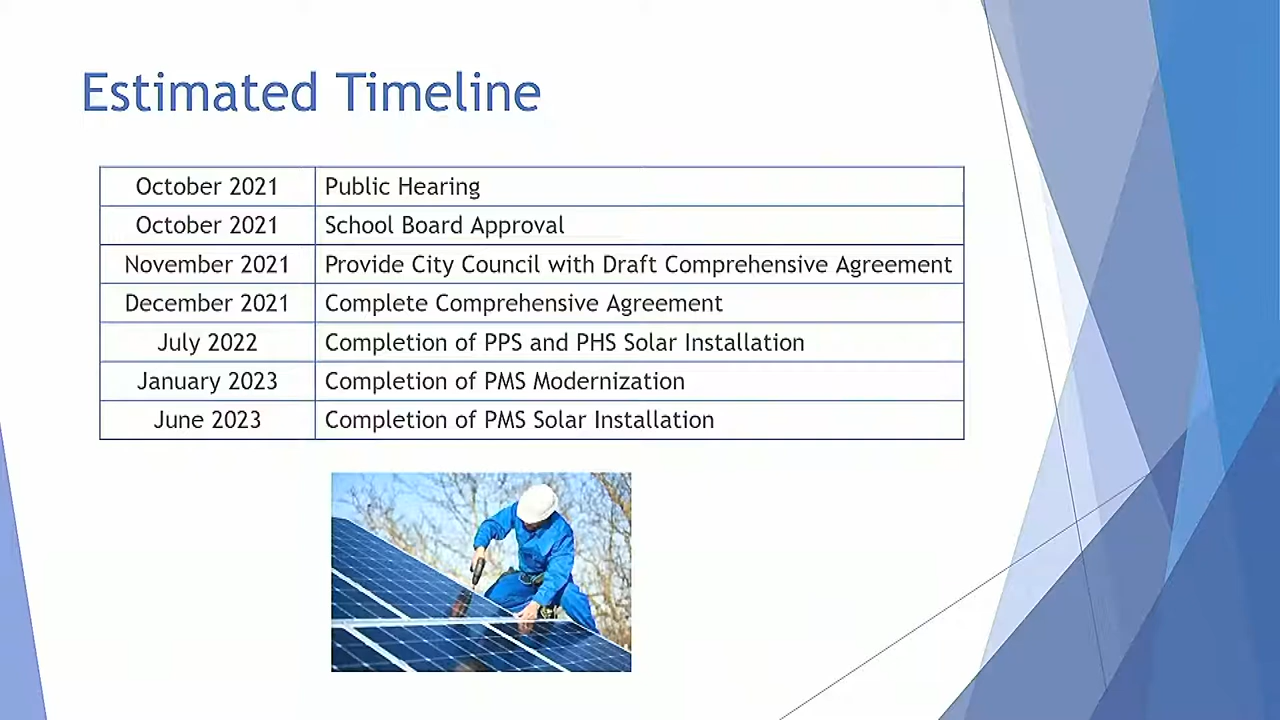 Estimated Timeline
October 2021 Public Hearing
October 2021 School Board Approval
November 2021 Provide City Council with Draft Comprehensive Agreement
December 2021 Complete Comprehensive Agreement
July 2022 Completion of PPS and PHS Solar Installation
January 2023 Completion of PMS Modernization
June 2023 Completion of PMS Solar Installation